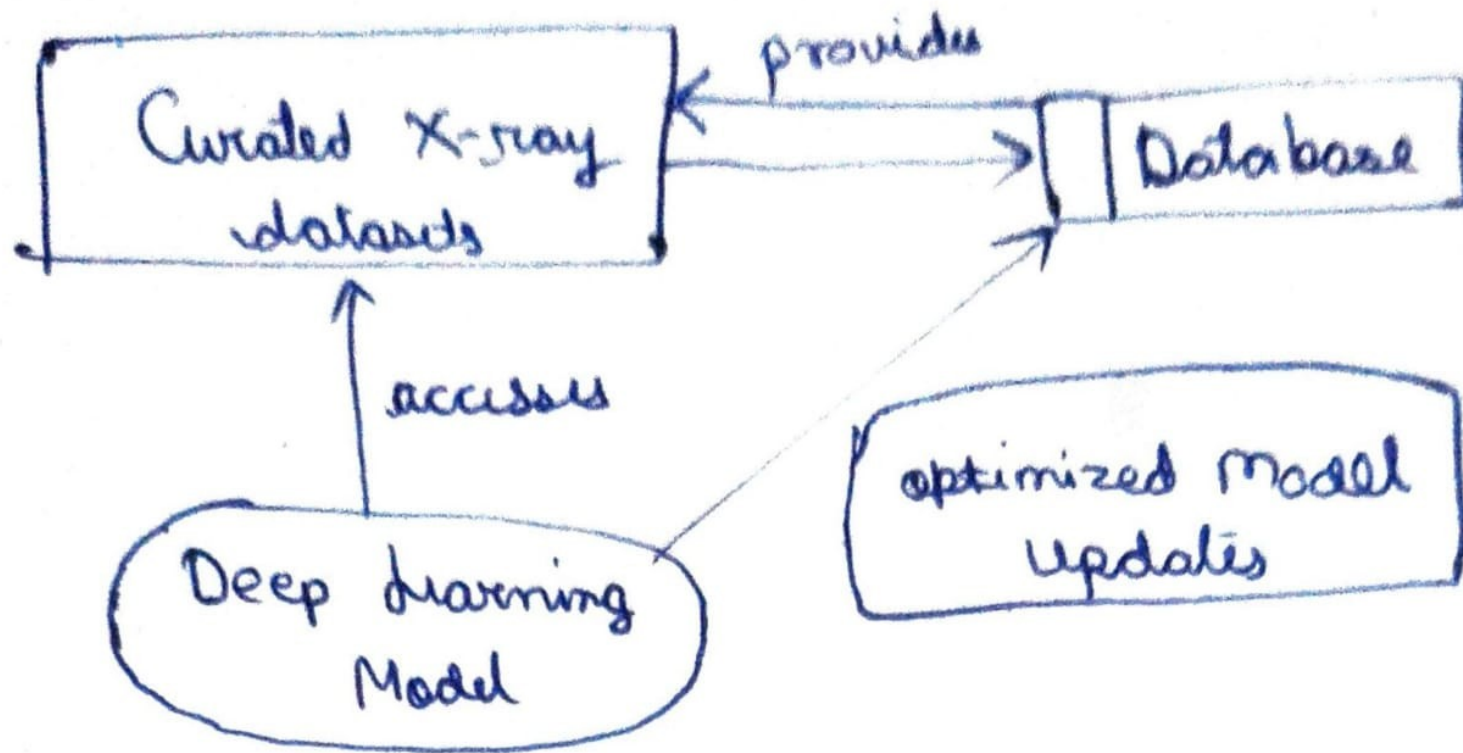 provides
Curated X-ray
datasets
Database
accesses
optimized Model
updates
Deep Learning
Model